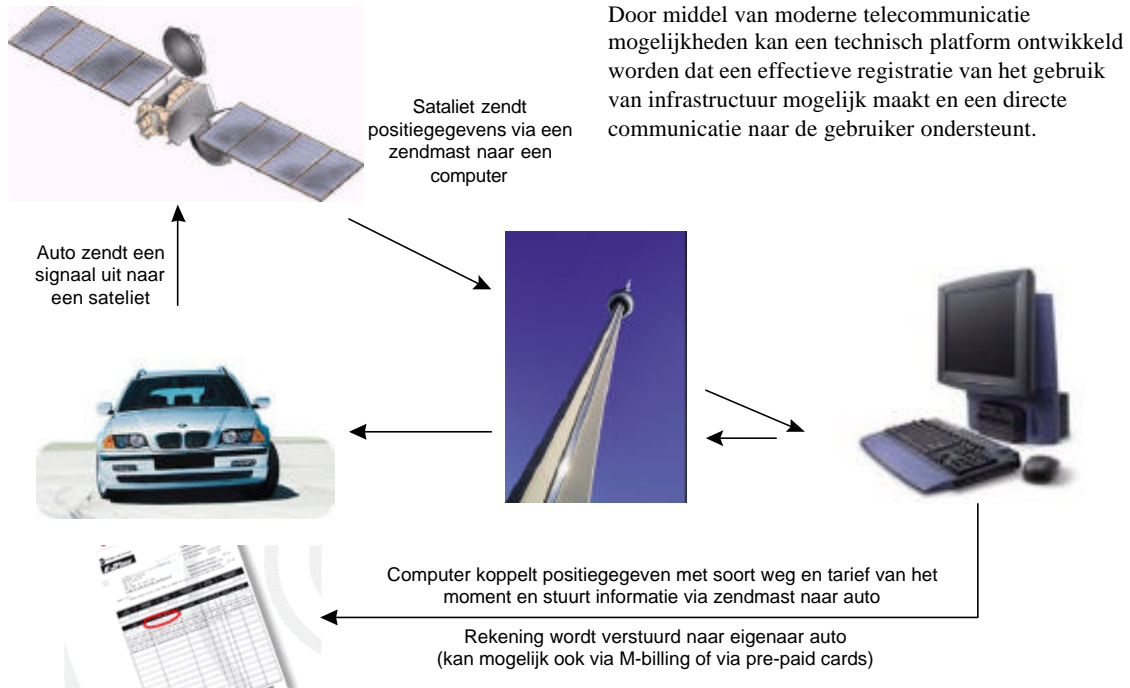 Door middel van moderne telecommunicatie
mogelijkheden kan een technisch platform ontwikkeld
worden dat een effectieve registratie van het gebruik
van infrastructuur mogelijk maakt en een directe
communicatie naar de gebruiker ondersteunt.
Sataliet zendt
positiegegevens via een
zendmast naar een
computer
Auto zendt een
signaal uit naar
een sateliet
Computer koppelt positiegegeven met soort weg en tarief van het
moment en stuurt informatie via zendmast naar auto
Rekening wordt verstuurd naar eigenaar auto
(kan mogelijk ook via M-billing of via pre-paid cards)